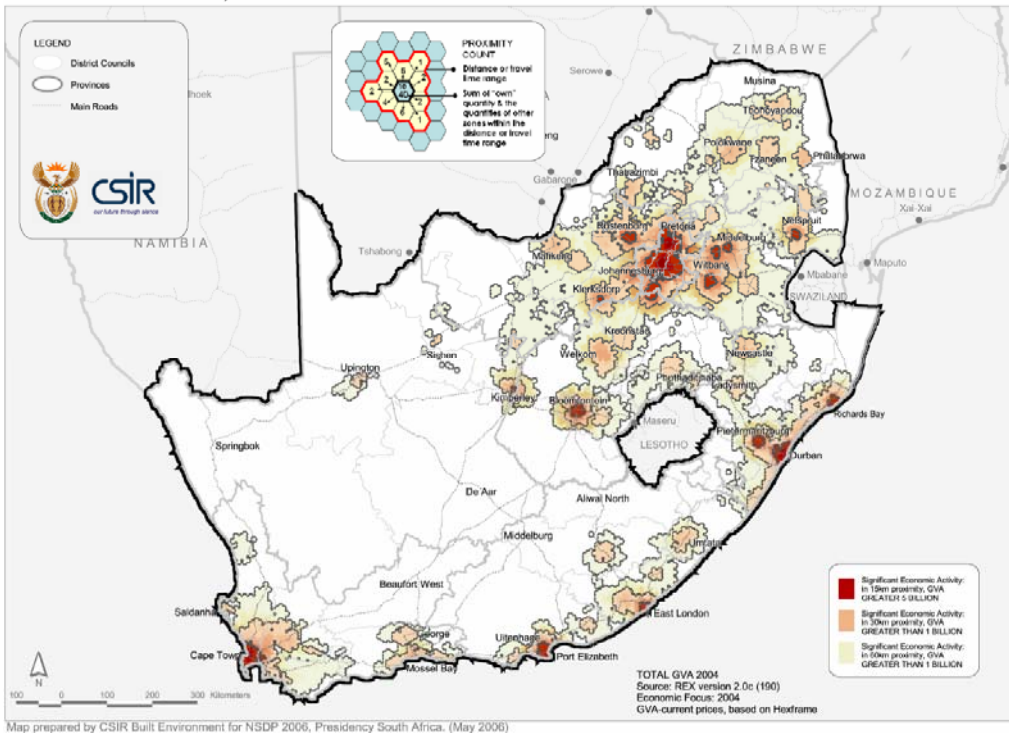 LEGEND
District Councils
Provinces
Main Roads
CSIR
our future through science
PROXIMITY
COUNT
Distance or travel
time range
Sum of "own"
quantity & the
quantities of other
zones within the
distance or travel
time range
ZIMBABWE
Serowe
Musina
Thohoyandou
Polokwane
Tzaneen
Phalaborwa
Gabarone
Thabazimbi
MOZAMBIQUE
Xai-Xai
NAMIBIA
Tshabong
Mafikeng
Rustenburg
Pretoria
Middelburg
Nelspruit
Johannesburg
Witbank
Mbabane
Maputo
SWAZILAND
Klerksdorp
Kroonstad
Sishen
Welkom
Newcastle
Upington
Kimberley
Bloemfontein
Phuthaditjhaba
Ladysmith
Richards Bay
Maseru
LESOTHO
Pietermaritzburg
Durban
Springbok
De Aar
Aliwal North
Middelburg
Umtata
Beaufort West
Saldanha
East London
Cape Town
George
Mossel Bay
Uitenhage
Port Elizabeth
Significant Economic Activity:
in 15km proximity, GVA
GREATER 5 BILLION
Significant Economic Activity:
in 30km proximity, GVA
GREATER THAN 1 BILLION
Significant Economic Activity:
in 60km proximity, GVA
GREATER THAN 1 BILLION
N
100 0 100 200 300 Kilometers
TOTAL GVA 2004
Source: REX version 2.0c (190)
Economic Focus: 2004
GVA-current prices, based on Hexframe
Map prepared by CSIR Built Environment for NSDP 2006, Presidency South Africa. (May 2006)